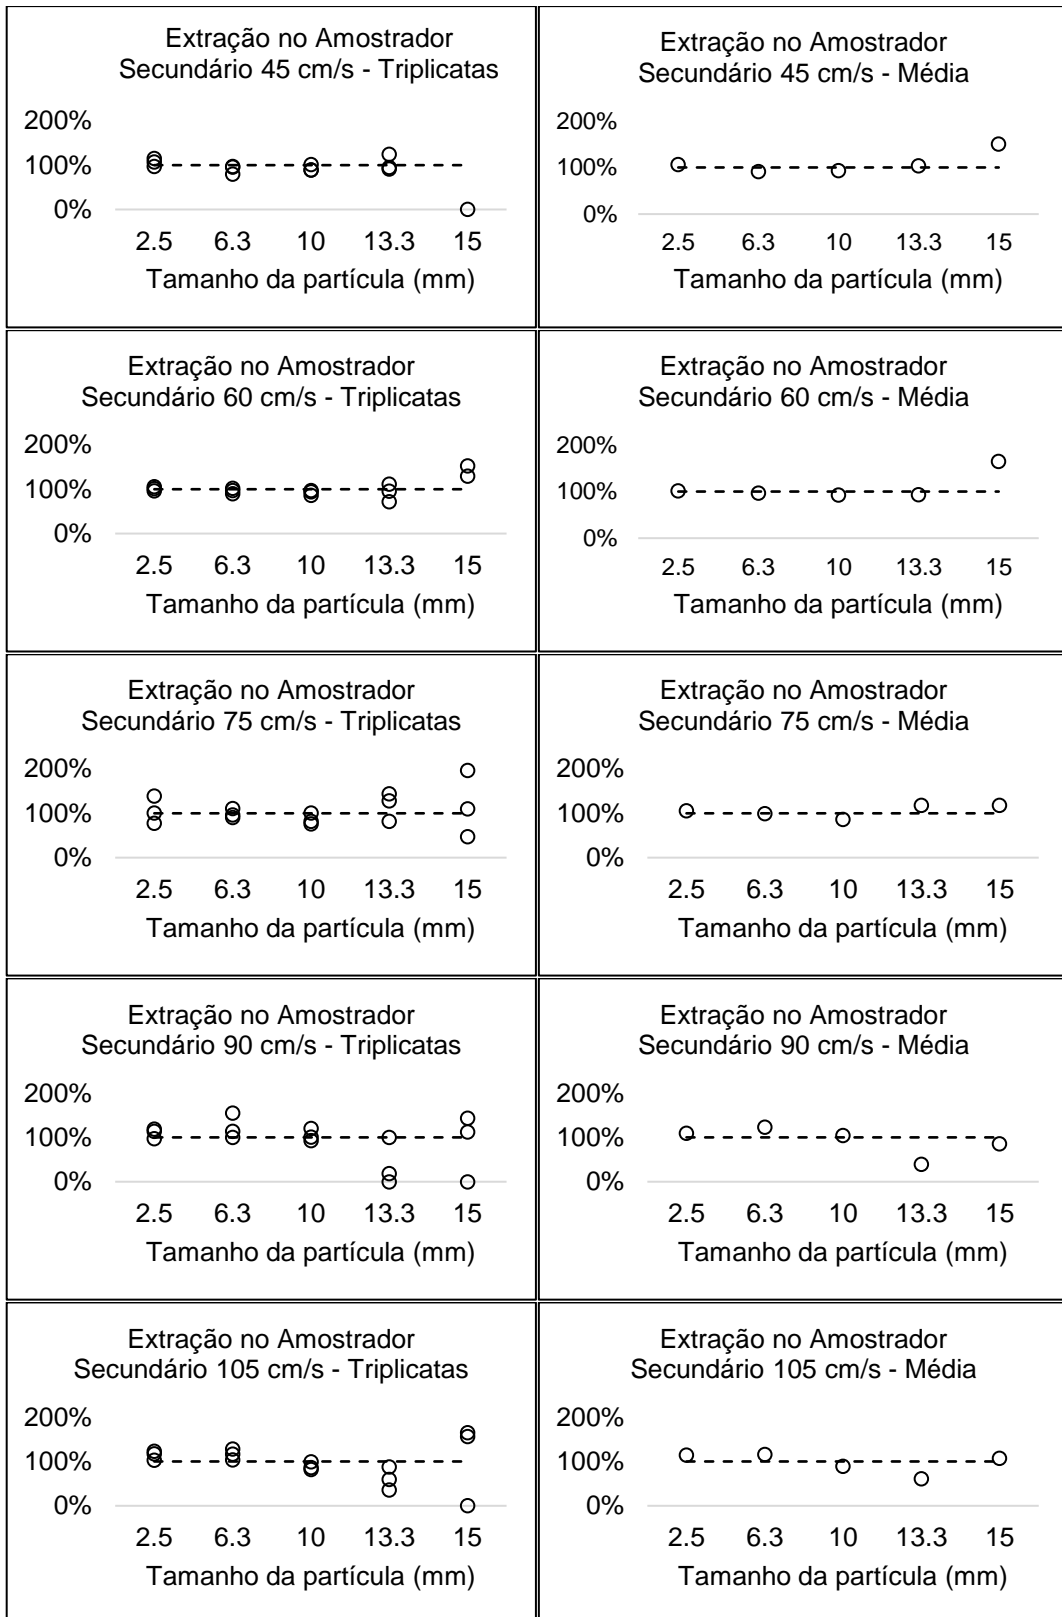 Extração no Amostrador
Secundário 45 cm/s - Triplicatas
200%
100%
0%
2.5 6.3 10 13.3 15
Tamanho da partícula (mm)
Extração no Amostrador
Secundário 45 cm/s - Média
200%
100%
0%
2.5 6.3 10 13.3 15
Tamanho da partícula (mm)
Extração no Amostrador
Secundário 60 cm/s - Triplicatas
200%
100%
0%
2.5 6.3 10 13.3 15
Tamanho da partícula (mm)
Extração no Amostrador
Secundário 60 cm/s - Média
200%
100%
0%
2.5 6.3 10 13.3 15
Tamanho da partícula (mm)
Extração no Amostrador
Secundário 75 cm/s - Triplicatas
200%
100%
0%
2.5 6.3 10 13.3 15
Tamanho da partícula (mm)
Extração no Amostrador
Secundário 75 cm/s - Média
200%
100%
0%
2.5 6.3 10 13.3 15
Tamanho da partícula (mm)
Extração no Amostrador
Secundário 90 cm/s - Triplicatas
200%
100%
0%
2.5 6.3 10 13.3 15
Tamanho da partícula (mm)
Extração no Amostrador
Secundário 90 cm/s - Média
200%
100%
0%
2.5 6.3 10 13.3 15
Tamanho da partícula (mm)
Extração no Amostrador
Secundário 105 cm/s - Triplicatas
200%
100%
0%
2.5 6.3 10 13.3 15
Tamanho da partícula (mm)
Extração no Amostrador
Secundário 105 cm/s - Média
200%
100%
0%
2.5 6.3 10 13.3 15
Tamanho da partícula (mm)